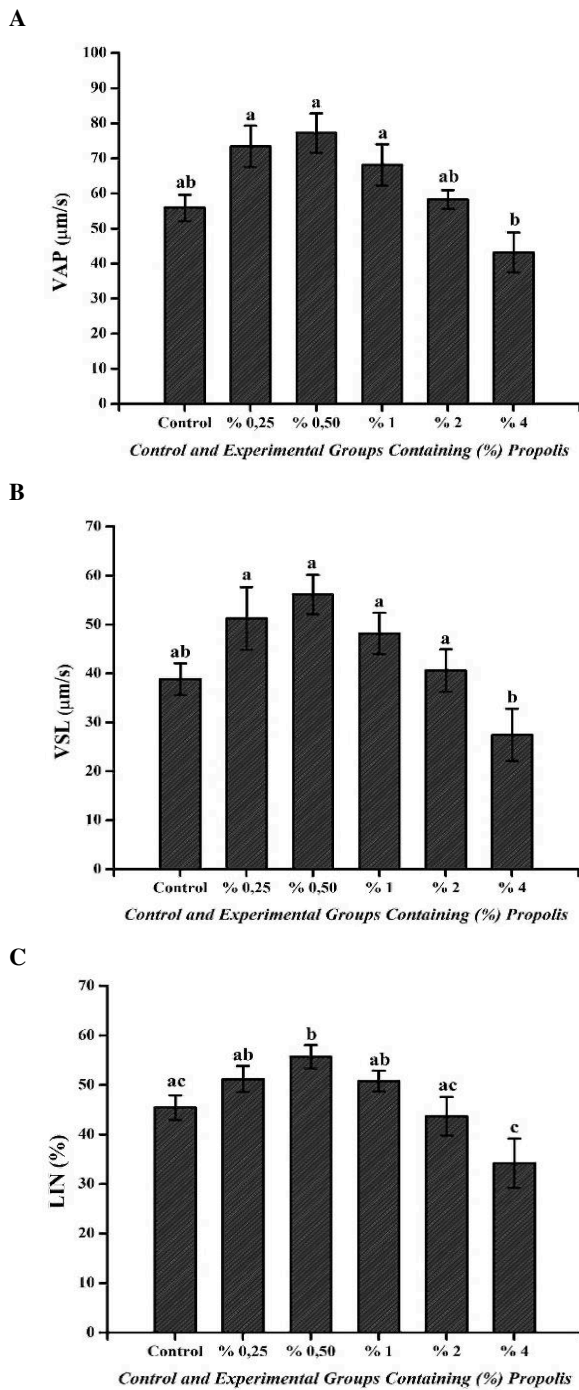 A
100
90
80
70
60
50
40
30
20
10
0
VAP (μm/s)
ab a a a ab b
Control % 0,25 % 0,50 % 1 % 2 % 4
Control and Experimental Groups Containing (%) Propolis
B
70
60
50
40
30
20
10
0
VSL (μm/s)
ab a a a a b
Control % 0,25 % 0,50 % 1 % 2 % 4
Control and Experimental Groups Containing (%) Propolis
C
70
60
50
40
30
20
10
0
LIN (%)
ac ab b ab ac c
Control % 0,25 % 0,50 % 1 % 2 % 4
Control and Experimental Groups Containing (%) Propolis